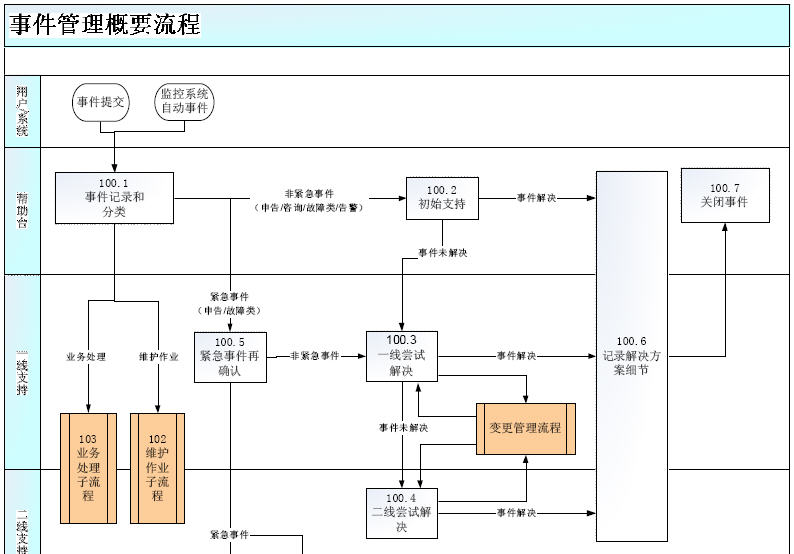 事件管理概要流程
用户/系统
事件提交
监控系统
自动事件
帮助台
100.1
事件记录和
分类
非紧急事件
（申告/咨询/故障类/告警）
100.2
初始支持
事件解决
100.7
关闭事件
事件未解决
一线支持
紧急事件
（申告/故障类）
业务处理
维护作业
100.5
紧急事件再
确认
非紧急事件
100.3
一线尝试
解决
事件解决
100.6
记录解决方
案细节
103
业务
处理
子流
程
102
维护
作业
子流
程
事件未解决
变更管理流程
二线支持
100.4
二线尝试解
决
事件解决
紧急事件